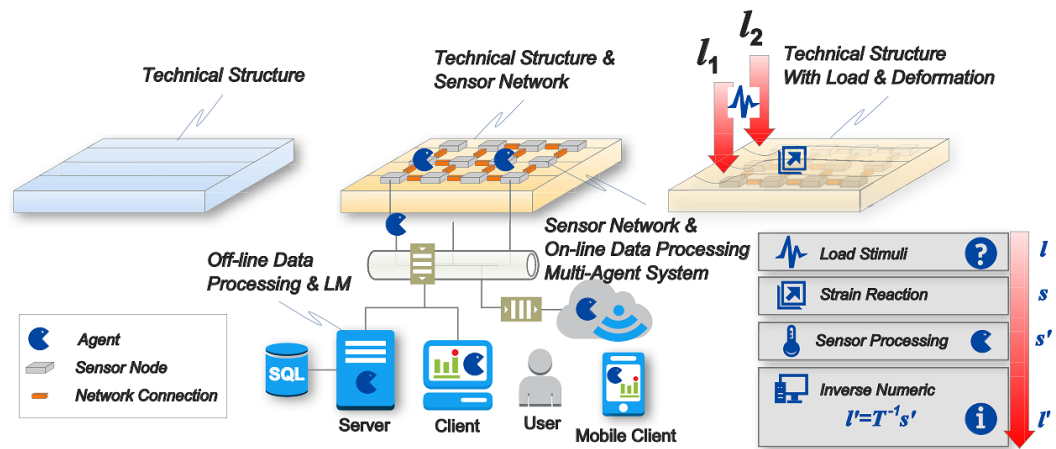 Technical Structure
Technical Structure &
Sensor Network
l1
l2
Technical Structure
With Load & Deformation
Sensor Network &
On-line Data Processing
Multi-Agent System
Off-line Data
Processing & LM
Agent
Sensor Node
Network Connection
SQL
Server
Client
User
Mobile Client
Load Stimuli
?
l
Strain Reaction
s
Sensor Processing
s'
Inverse Numeric
l'=T⁻¹s'
i
l'